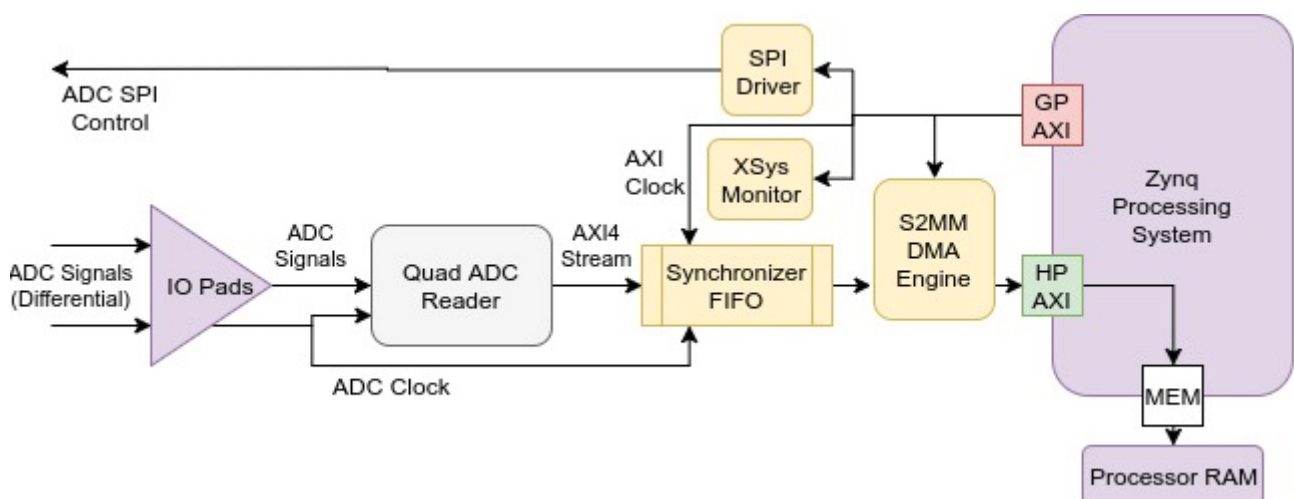 SPI
Driver
ADC SPI
Control
GP
AXI
AXI
Clock
XSys
Monitor
Zynq
Processing
System
ADC Signals
(Differential)
IO Pads
ADC
Signals
Quad ADC
Reader
AXI4
Stream
Synchronizer
FIFO
S2MM
DMA
Engine
HP
AXI
ADC Clock
MEM
Processor RAM